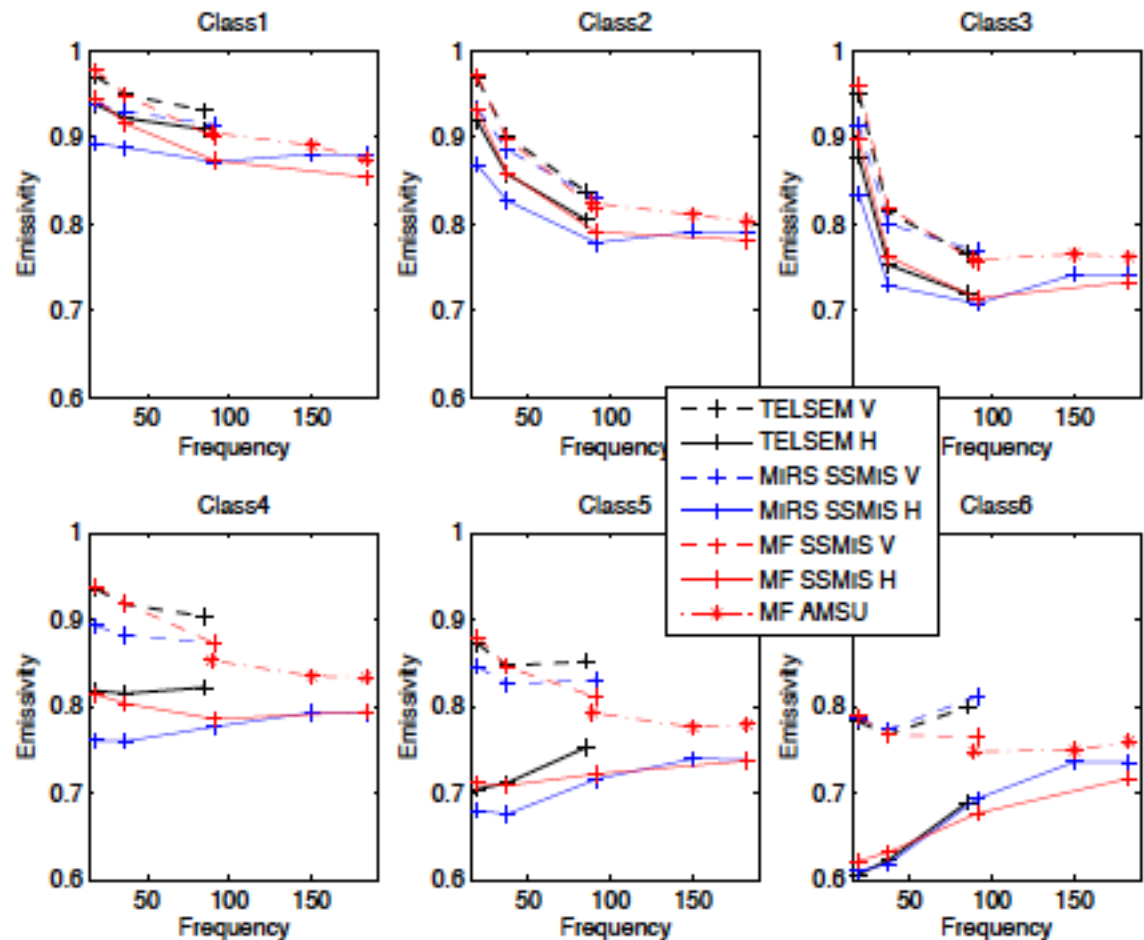 Class1
Class2
Class3
1
0.9
0.8
0.7
0.6
Emissivity
50
100
150
Frequency
1
0.9
0.8
0.7
0.6
Emissivity
50
100
150
Frequency
1
0.9
0.8
0.7
0.6
Emissivity
50
100
150
Frequency
TELSEM V
TELSEM H
MIRS SSMIS V
MIRS SSMIS H
MF SSMIS V
MF SSMIS H
MF AMSU
Class4
Class5
Class6
1
0.9
0.8
0.7
0.6
Emissivity
50
100
150
Frequency
1
0.9
0.8
0.7
0.6
Emissivity
50
100
150
Frequency
0.9
0.8
0.7
0.6
Emissivity
50
100
150
Frequency